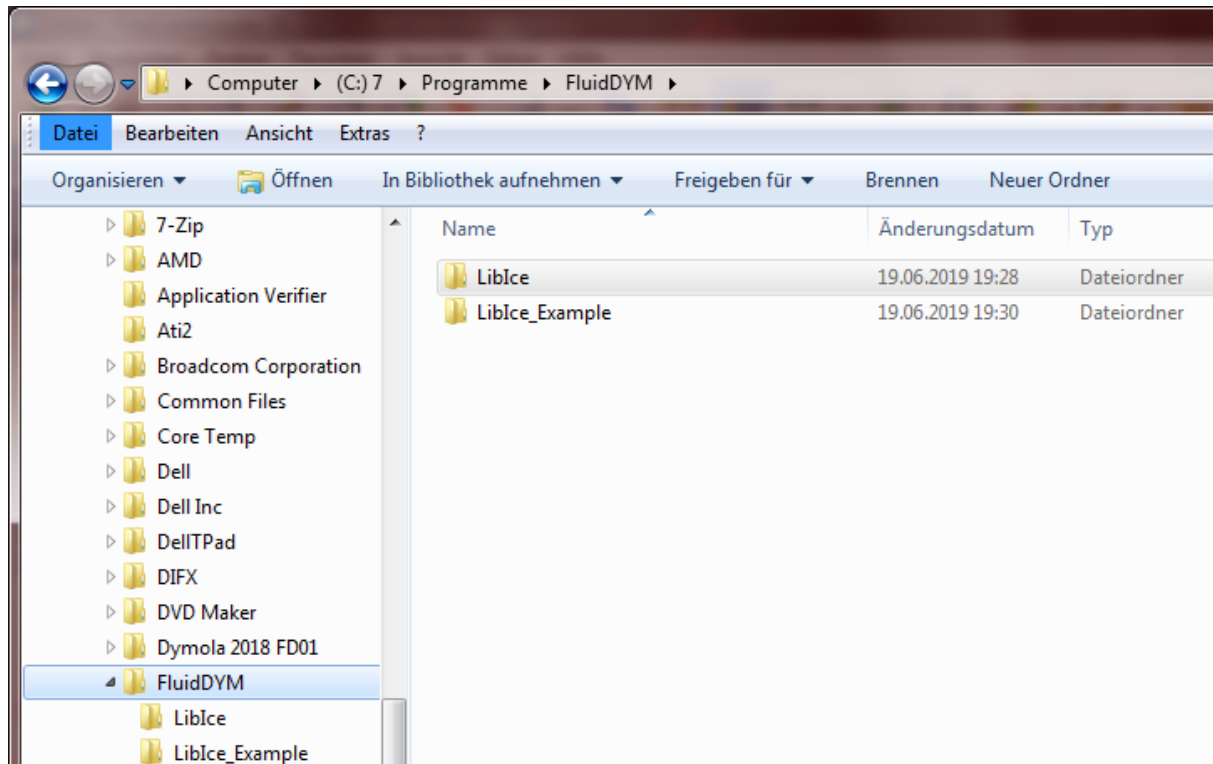 Computer ▸ (C:) 7 ▸ Programme ▸ FluidDYM ▸
Datei Bearbeiten Ansicht Extras ?
Organisieren Öffnen In Bibliothek aufnehmen Freigeben für Brennen Neuer Ordner
7-Zip
AMD
Application Verifier
Ati2
Broadcom Corporation
Common Files
Core Temp
Dell
Dell Inc
DellTPad
DIFX
DVD Maker
Dymola 2018 FD01
FluidDYM
LibIce
LibIce_Example
Name Änderungsdatum Typ
LibIce 19.06.2019 19:28 Dateiordner
LibIce_Example 19.06.2019 19:30 Dateiordner